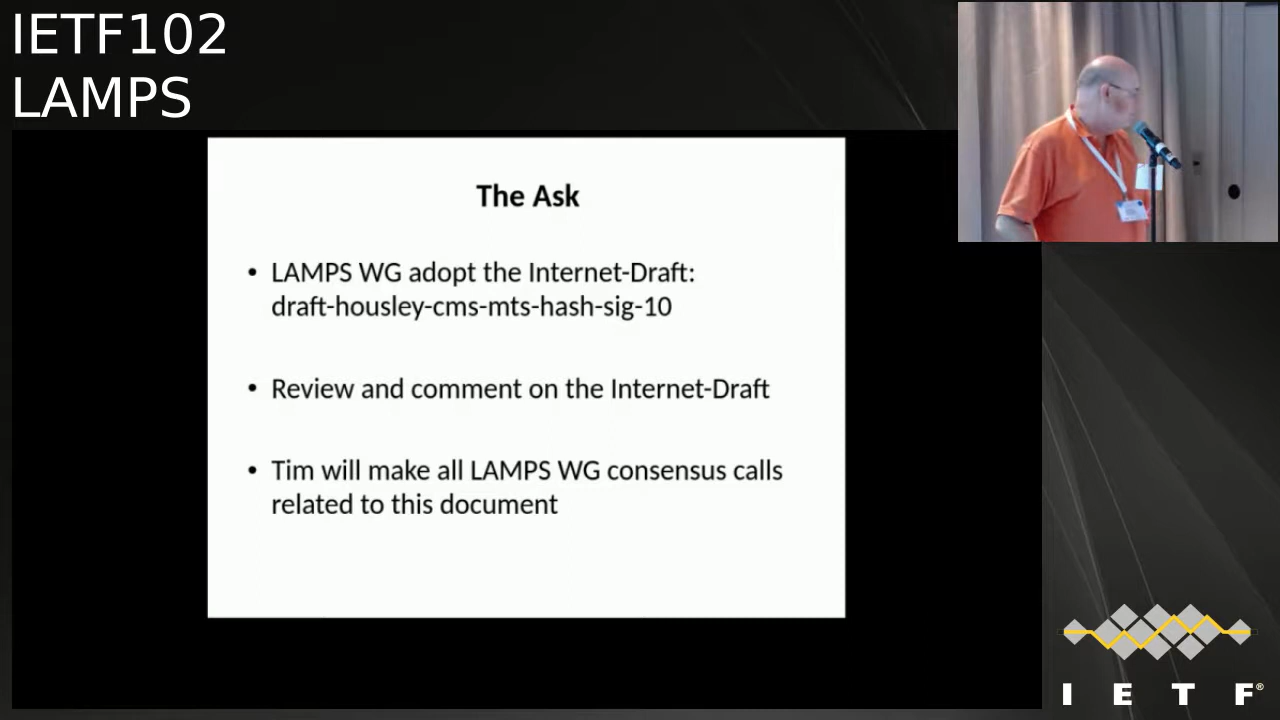 IETF102
LAMPS
The Ask
• LAMPS WG adopt the Internet-Draft:
draft-housley-cms-mts-hash-sig-10
• Review and comment on the Internet-Draft
• Tim will make all LAMPS WG consensus calls
related to this document
I E T F®